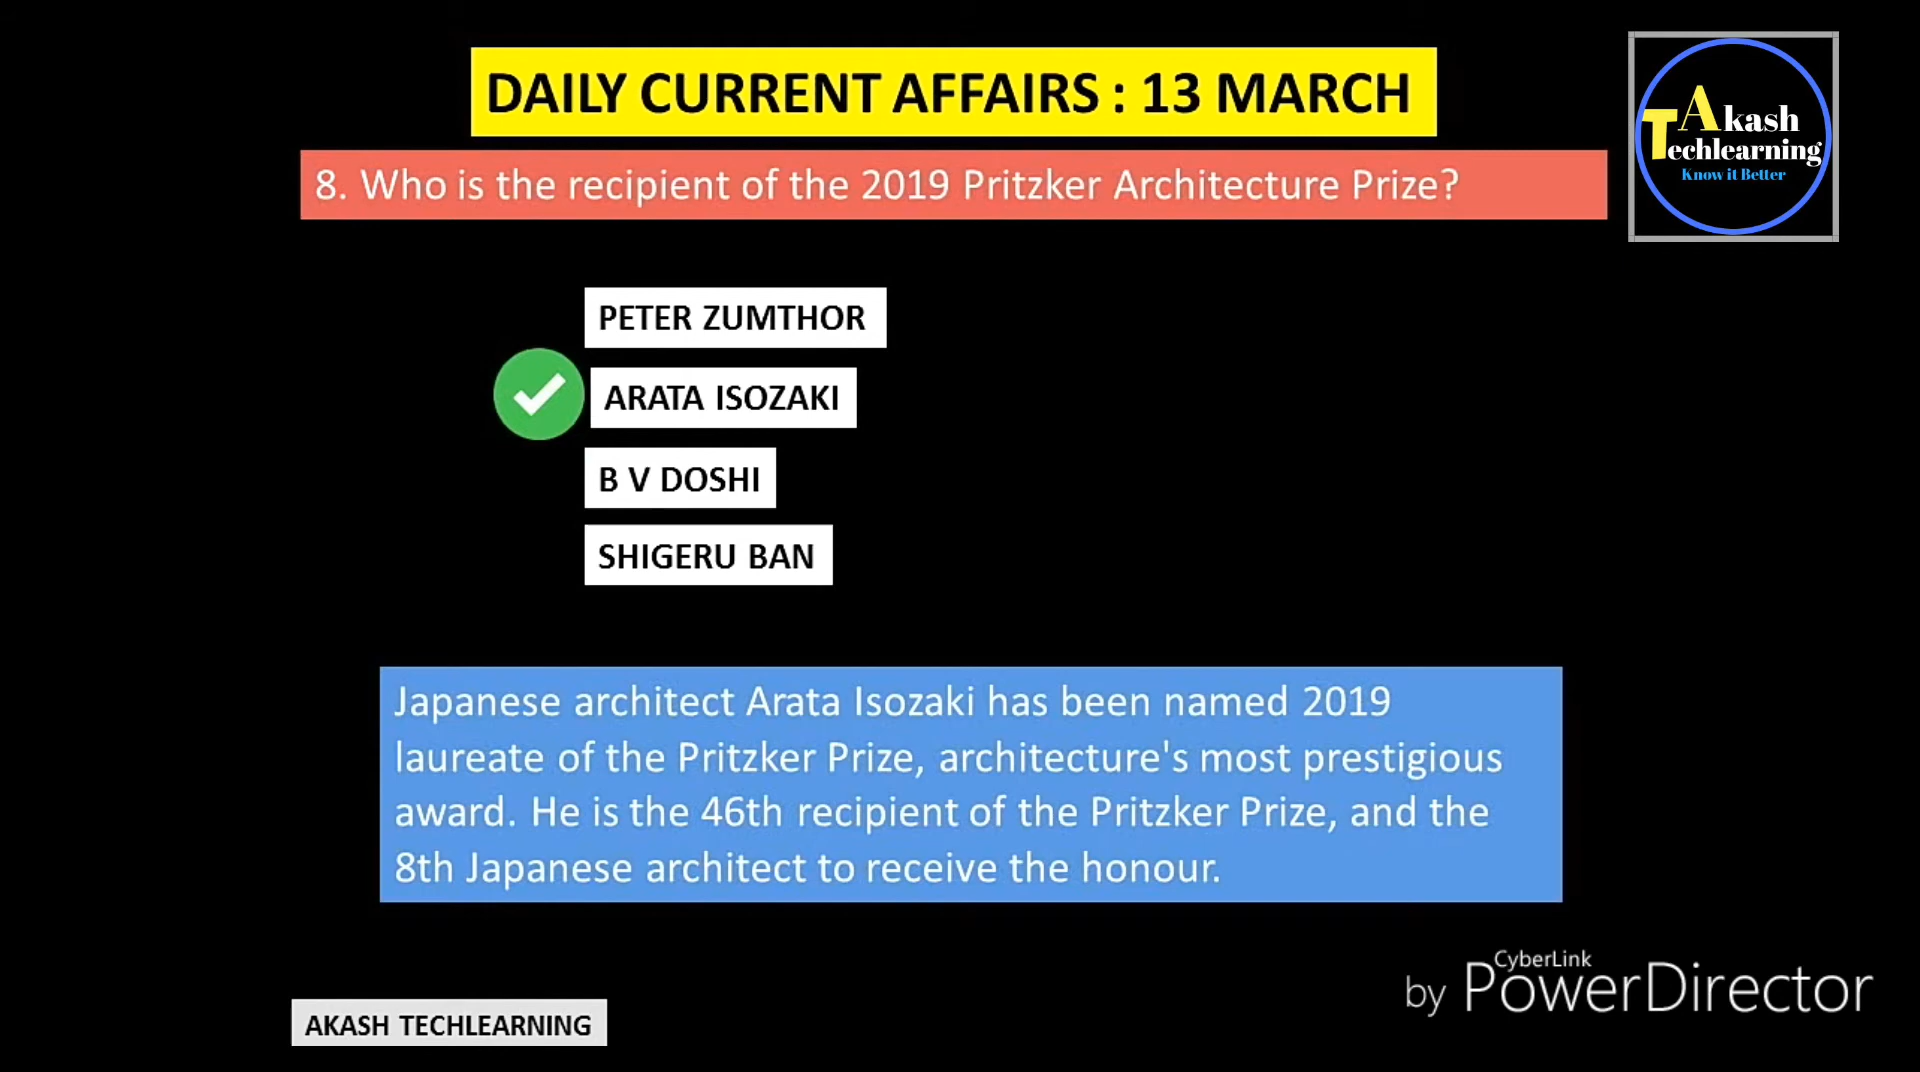 DAILY CURRENT AFFAIRS : 13 MARCH
Akash
Techlearning
Know it Better
8. Who is the recipient of the 2019 Pritzker Architecture Prize?
PETER ZUMTHOR
ARATA ISOZAKI
B V DOSHI
SHIGERU BAN
Japanese architect Arata Isozaki has been named 2019
laureate of the Pritzker Prize, architecture's most prestigious
award. He is the 46th recipient of the Pritzker Prize, and the
8th Japanese architect to receive the honour.
CyberLink
by PowerDirector
AKASH TECHLEARNING